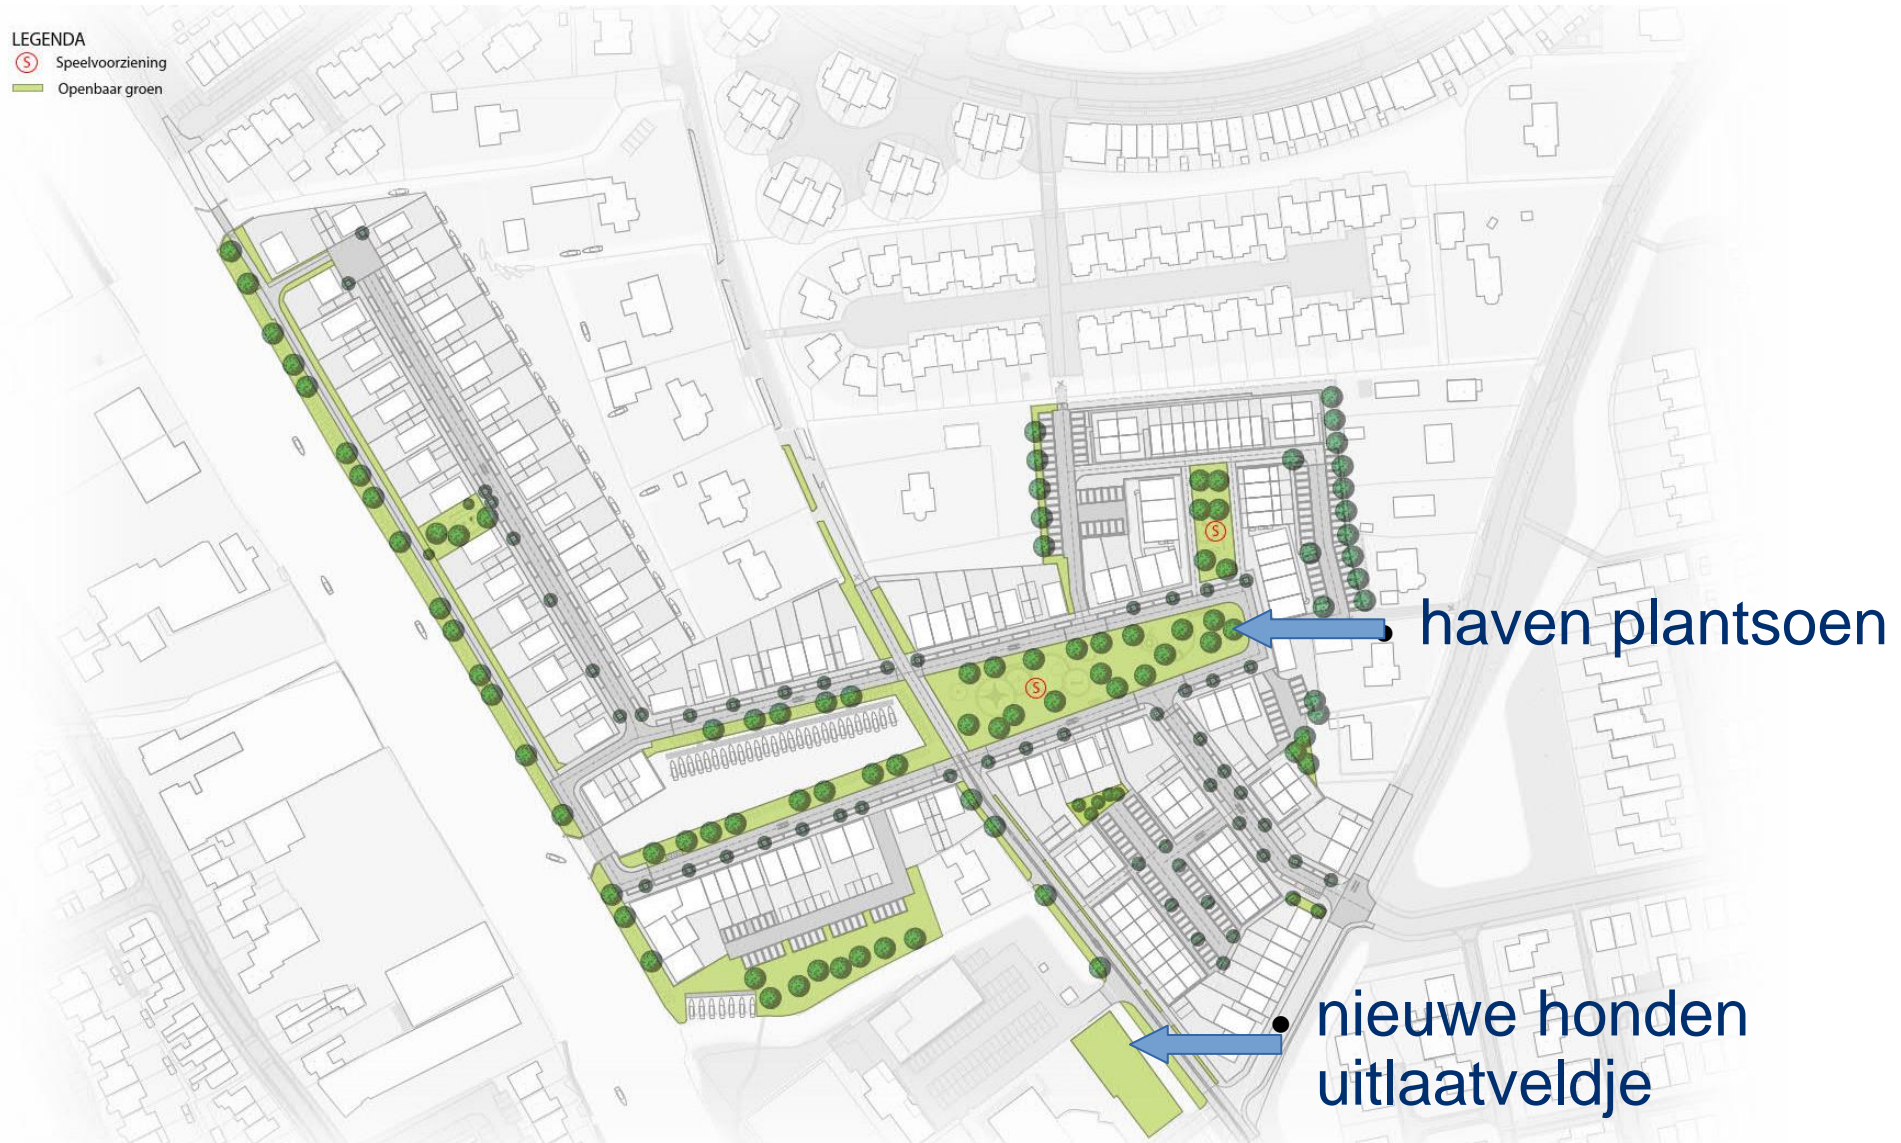 LEGENDA
S Speelvoorziening
Openbaar groen
S
S
• haven plantsoen
• nieuwe honden
uitlaatveldje